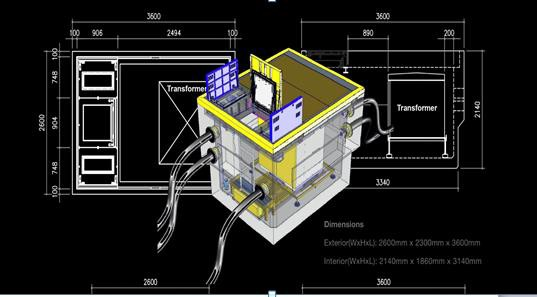 3600
3600
100 906 2494 100
890 200
100
748
904
748
100
2600
Transformer
Transformer
2140
3340
Dimensions
Exterior(WxHxL): 2600mm x 2300mm x 3600mm
Interior(WxHxL): 2140mm x 1860mm x 3140mm
2600
3600